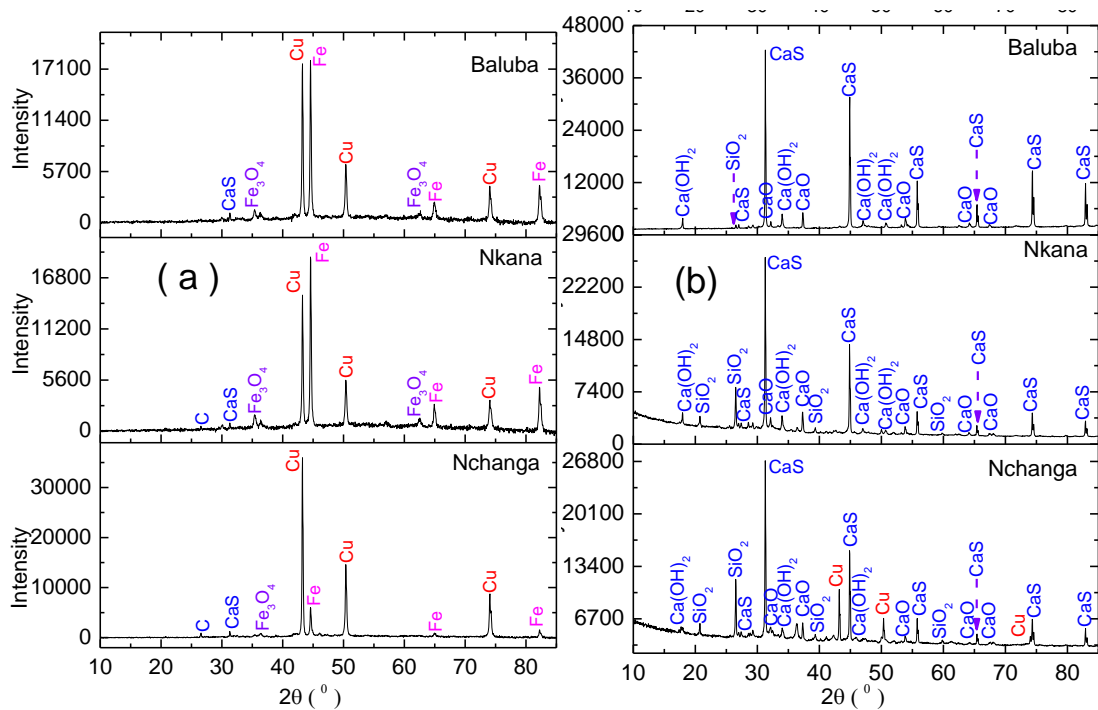 Baluba
Cu
Fe
CaS
Fe₃O₄
Cu
Fe₃O₄
Fe
Cu
Fe
17100
11400
5700
0
Intensity
( a )
Nkana
C
CaS
Fe₃O₄
Cu
Fe
Cu
Fe₃O₄
Fe
Cu
Fe
16800
11200
5600
0
Intensity
Nchanga
C
CaS
Fe₃O₄
Cu
Fe
Cu
Fe
Cu
Fe
30000
20000
10000
0
Intensity
10 20 30 40 50 60 70 80
2θ ( ° )
48000
36000
24000
12000
Baluba
Ca(OH)₂
SiO₂
CaS
CaS
CaO
Ca(OH)₂
CaO
CaS
Ca(OH)₂
Ca(OH)₂
CaO
CaS
CaO
CaS
CaO
CaS
CaS
29600
22200
14800
7400
0
(b)
Nkana
Ca(OH)₂
SiO₂
SiO₂
CaS
CaS
CaO
Ca(OH)₂
CaO
SiO₂
CaS
Ca(OH)₂
Ca(OH)₂
CaO
CaS
SiO₂
CaO
CaS
CaO
CaS
CaS
26800
20100
13400
6700
Nchanga
Ca(OH)₂
SiO₂
SiO₂
CaS
CaS
CaO
Ca(OH)₂
CaO
SiO₂
Cu
CaS
Ca(OH)₂
Cu
CaO
CaS
SiO₂
CaO
CaS
CaO
Cu
CaS
CaS
10 20 30 40 50 60 70 80
2θ ( ° )